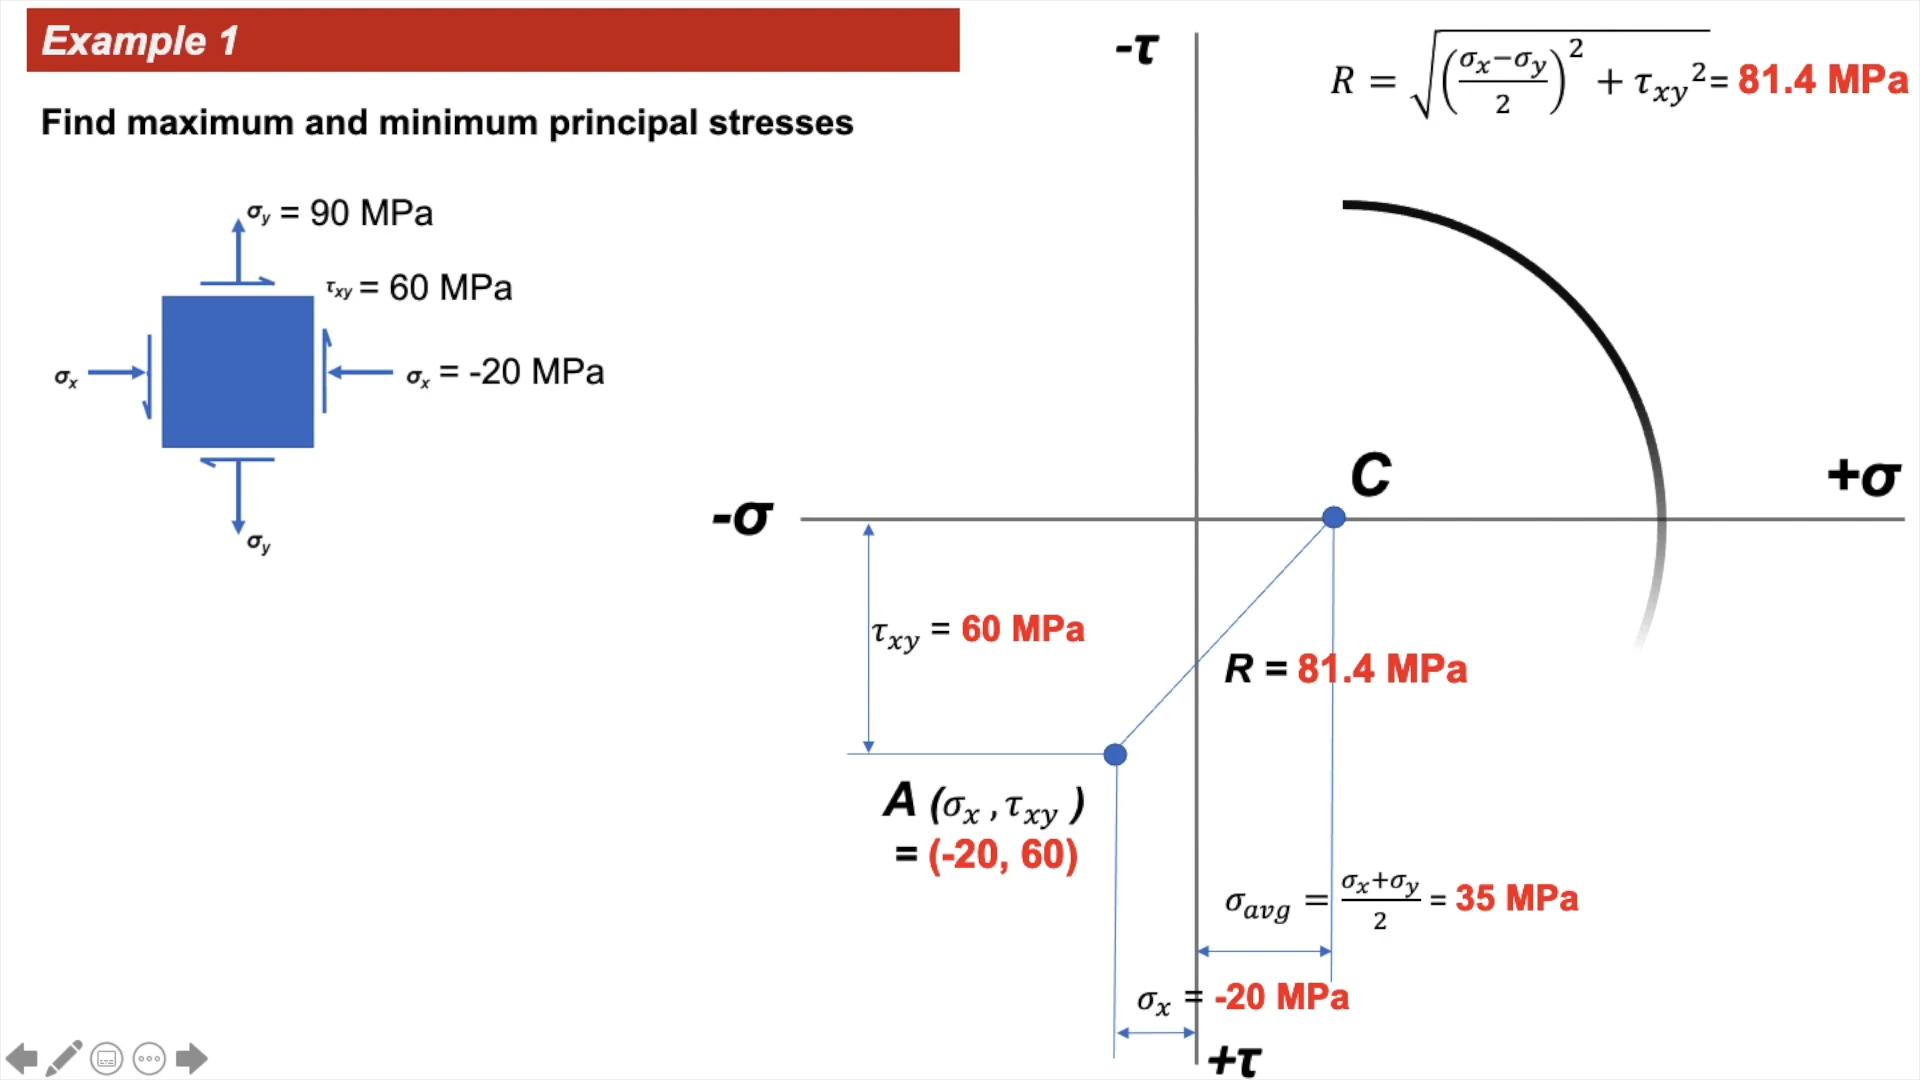 Example 1
Find maximum and minimum principal stresses
σy = 90 MPa
τxy = 60 MPa
σx
σx = -20 MPa
σy
-τ
R = √((σx−σy)/2)² + τxy² = 81.4 MPa
C
+σ
-σ
τxy = 60 MPa
R = 81.4 MPa
A (σx , τxy )
= (-20, 60)
σavg = (σx+σy)/2 = 35 MPa
σx = -20 MPa
+τ